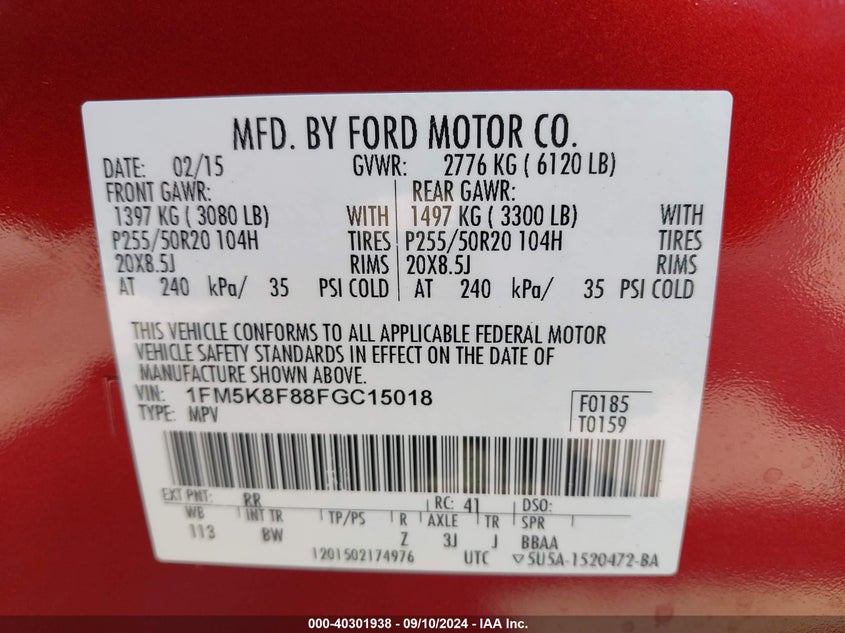 MFD. BY FORD MOTOR CO.
DATE: 02/15 GVWR: 2776 KG ( 6120 LB)
FRONT GAWR: REAR GAWR:
1397 KG ( 3080 LB) WITH 1497 KG ( 3300 LB) WITH
P255/50R20 104H TIRES P255/50R20 104H TIRES
20X8.5J RIMS 20X8.5J RIMS
AT 240 kPa/ 35 PSI COLD AT 240 kPa/ 35 PSI COLD
THIS VEHICLE CONFORMS TO ALL APPLICABLE FEDERAL MOTOR
VEHICLE SAFETY STANDARDS IN EFFECT ON THE DATE OF
MANUFACTURE SHOWN ABOVE.
VIN: 1FM5K8F88FGC15018 F0185
TYPE: MPV T0159
EXT PNT: RR RC: 41 DSO:
WB INT TR TP/PS R AXLE TR SPR
113 BW Z 3J J BBAA
1201502174976 UTC ▽5U5A-1520472-BA
000-40301938 - 09/10/2024 - IAA Inc.